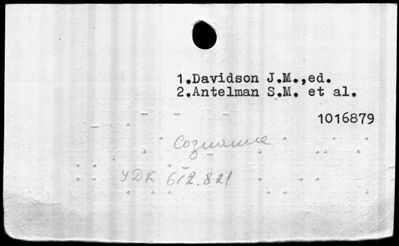 1.Davidson J.M.,ed.
2.Antelman S.M. et al.
1016879
Сознание
УДК 612.821